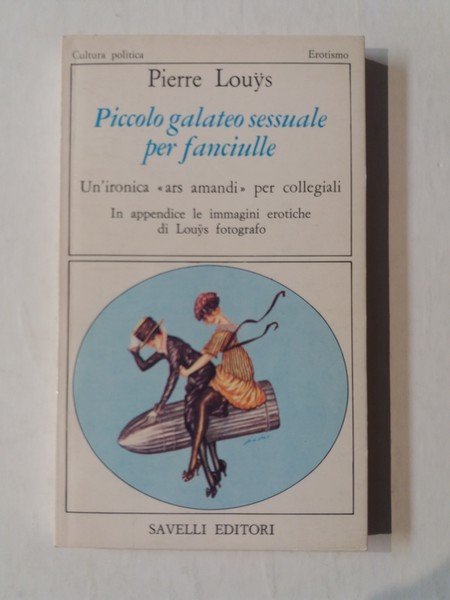 Cultura politica
Erotismo
Pierre Louÿs
Piccolo galateo sessuale
per fanciulle
Un'ironica «ars amandi» per collegiali
In appendice le immagini erotiche
di Louÿs fotografo
SAVELLI EDITORI